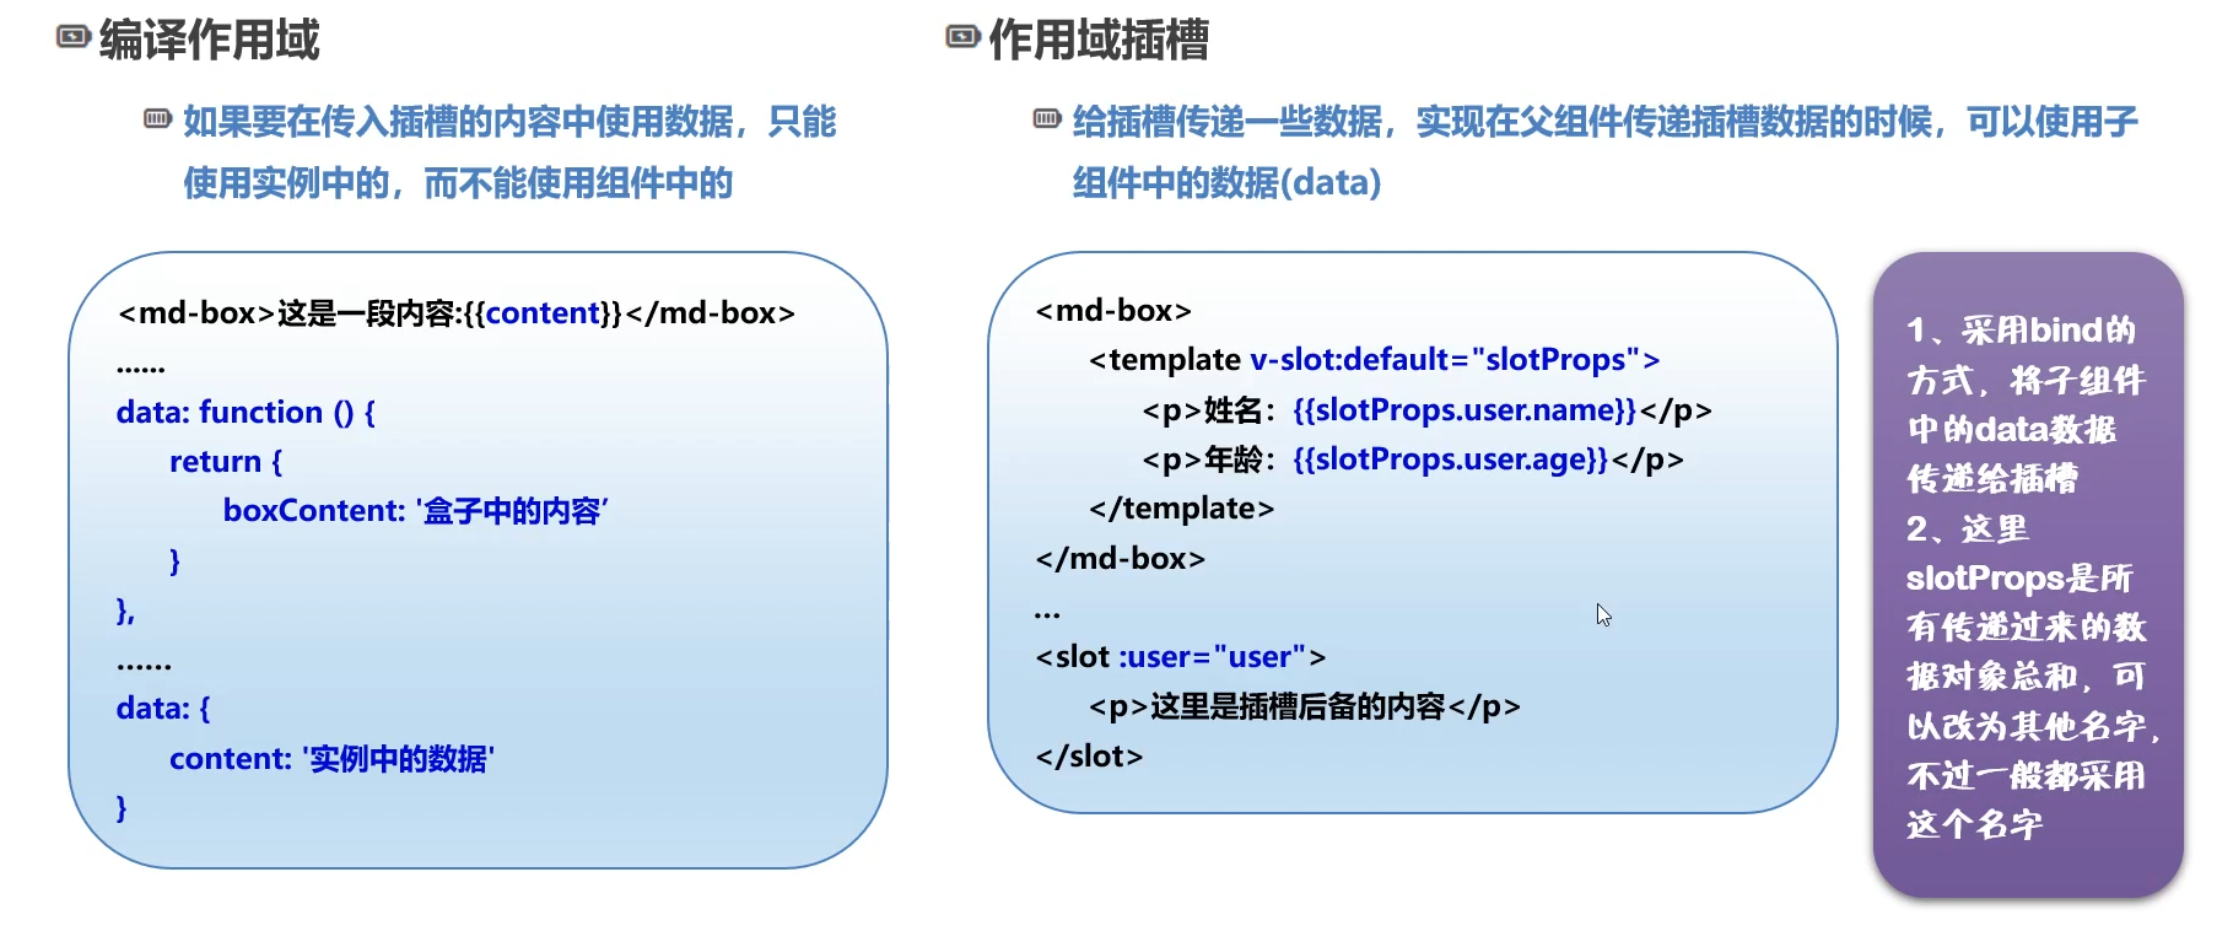 编译作用域
如果要在传入插槽的内容中使用数据，只能
使用实例中的，而不能使用组件中的
<md-box>这是一段内容:{{content}}</md-box>
......
data: function () {
return {
boxContent: '盒子中的内容’
}
},
......
data: {
content: '实例中的数据'
}
作用域插槽
给插槽传递一些数据，实现在父组件传递插槽数据的时候，可以使用子
组件中的数据(data)
<md-box>
<template v-slot:default="slotProps">
<p>姓名：{{slotProps.user.name}}</p>
<p>年龄：{{slotProps.user.age}}</p>
</template>
</md-box>
...
<slot :user="user">
<p>这里是插槽后备的内容</p>
</slot>
1、采用bind的
方式，将子组件
中的data数据
传递给插槽
2、这里
slotProps是所
有传递过来的数
据对象总和，可
以改为其他名字，
不过一般都采用
这个名字